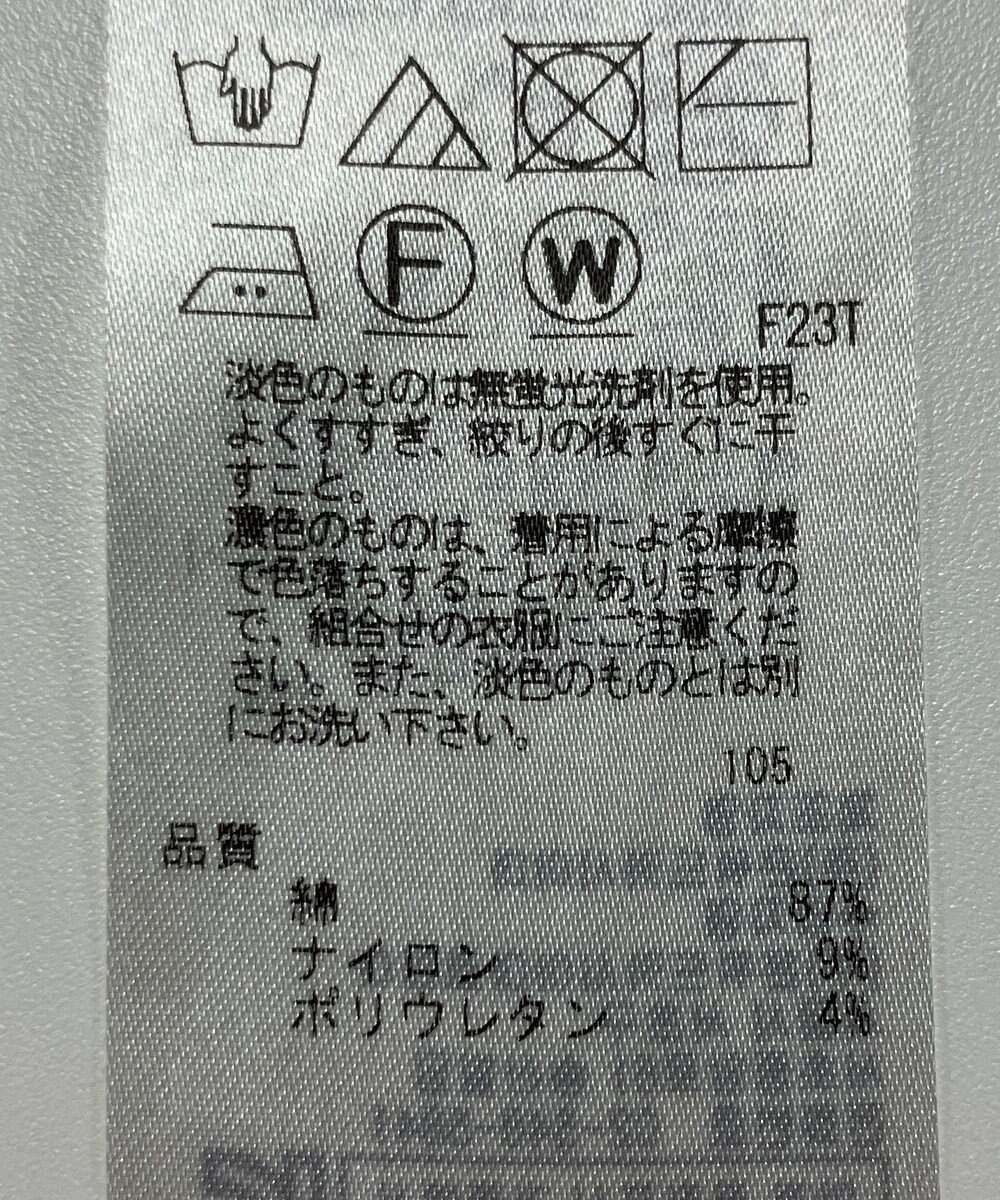 F
W
F23T
淡色のものは無蛍光洗剤を使用。
よくすすぎ、絞りの後すぐに干
すこと。
濃色のものは、着用による摩擦
で色落ちすることがありますの
で、組合せの衣服にご注意くだ
さい。また、淡色のものとは別
にお洗い下さい。
105
品質
綿 87%
ナイロン 9%
ポリウレタン 4%